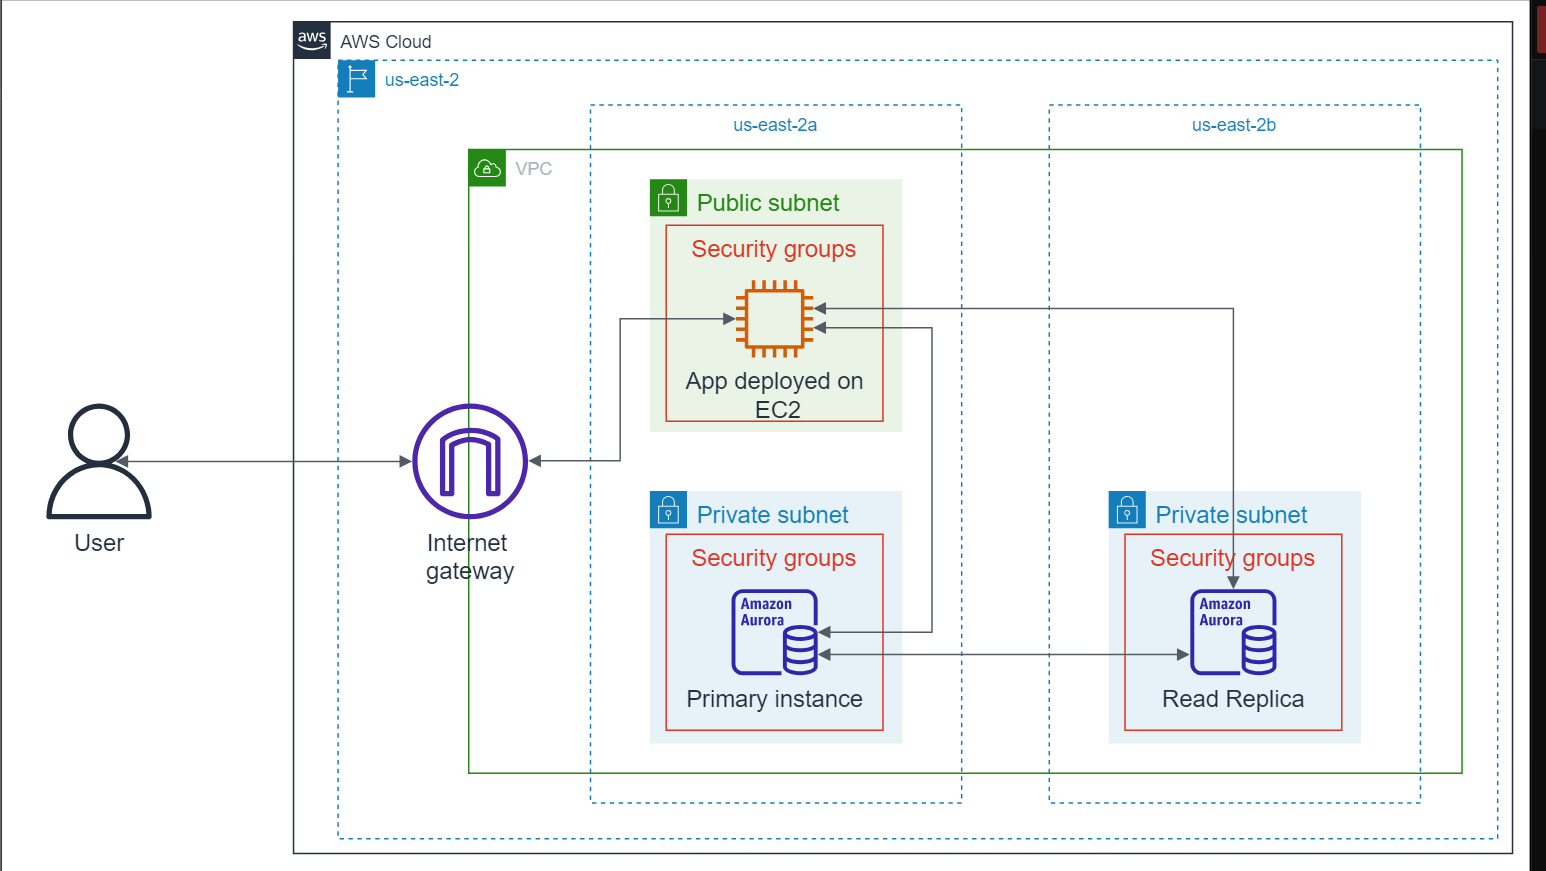 aws
AWS Cloud
us-east-2
us-east-2a
us-east-2b
VPC
Public subnet
Security groups
App deployed on
EC2
User
Internet
gateway
Private subnet
Security groups
Amazon
Aurora
Primary instance
Private subnet
Security groups
Amazon
Aurora
Read Replica